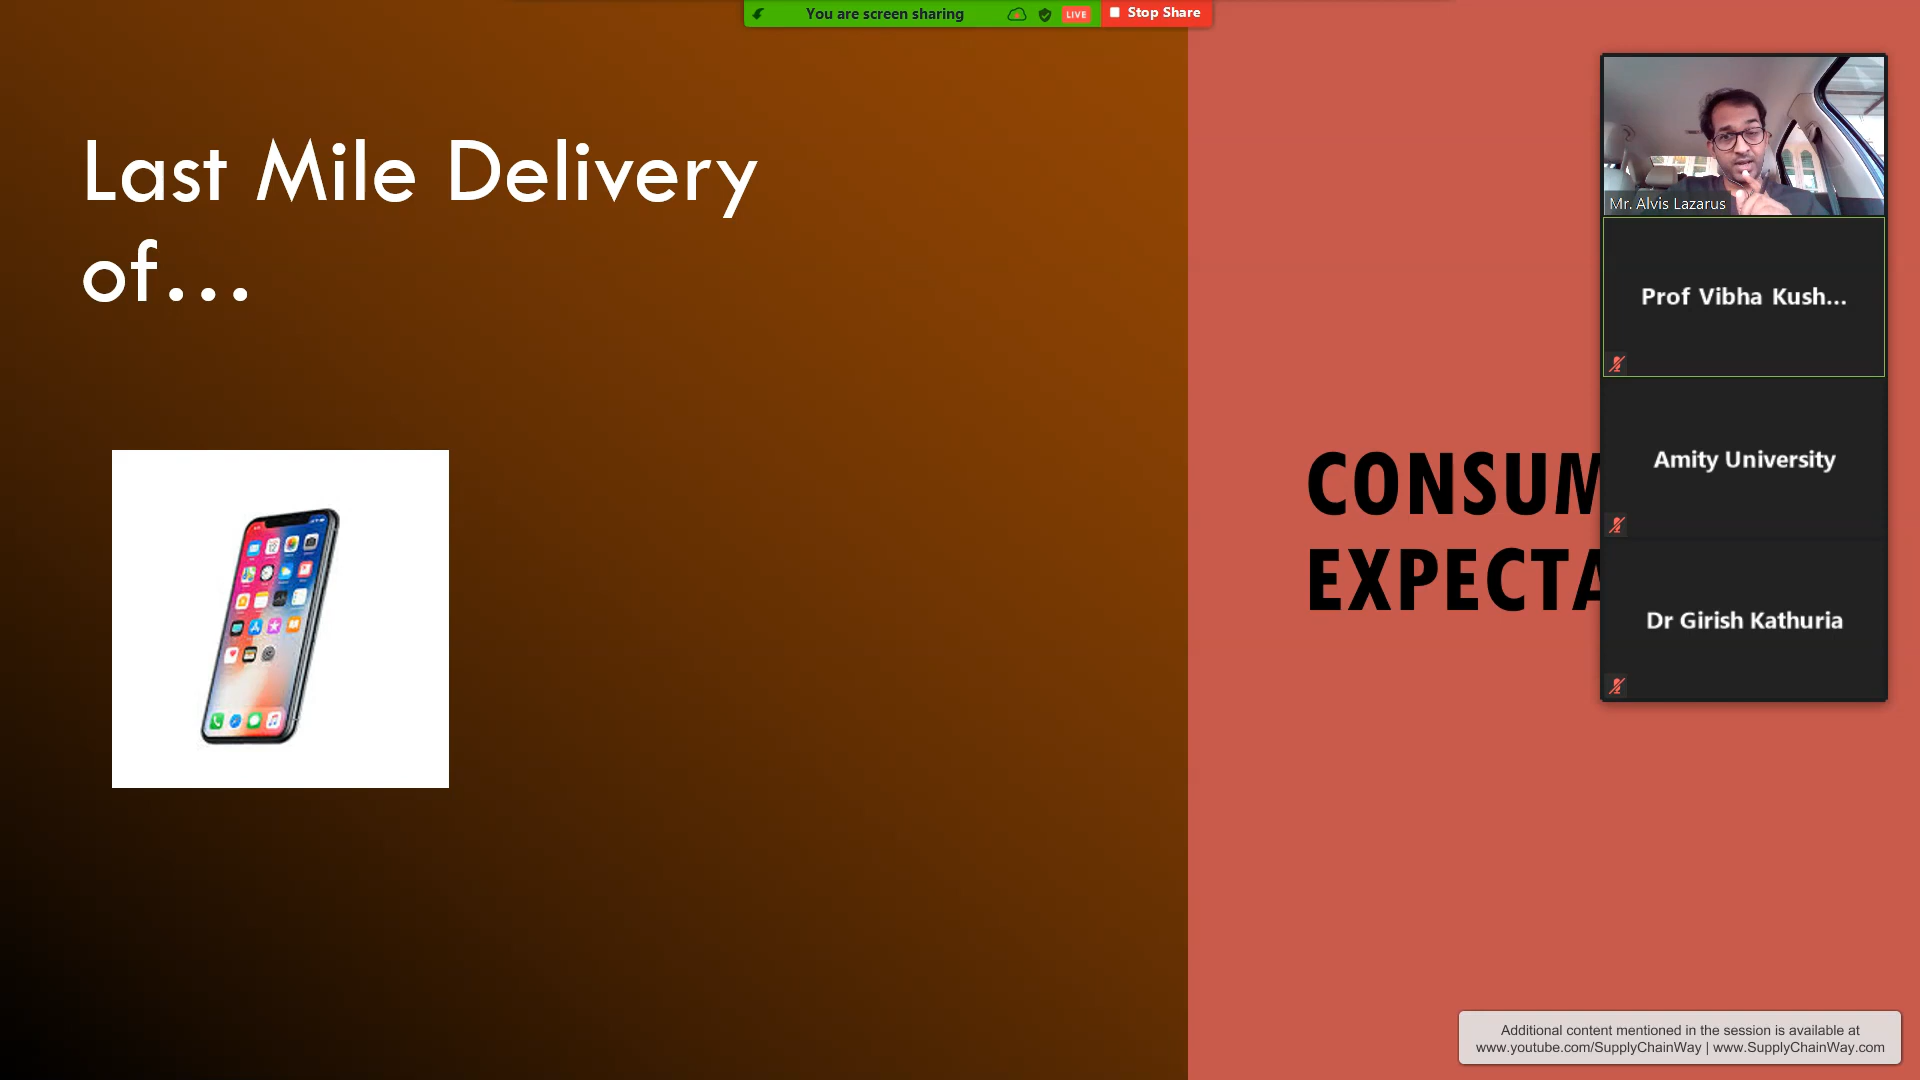 You are screen sharing
LIVE
Stop Share
Last Mile Delivery
of...
CONSUM
EXPECTA
Mr. Alvis Lazarus
Prof Vibha Kush...
Amity University
Dr Girish Kathuria
Additional content mentioned in the session is available at
www.youtube.com/SupplyChainWay | www.SupplyChainWay.com